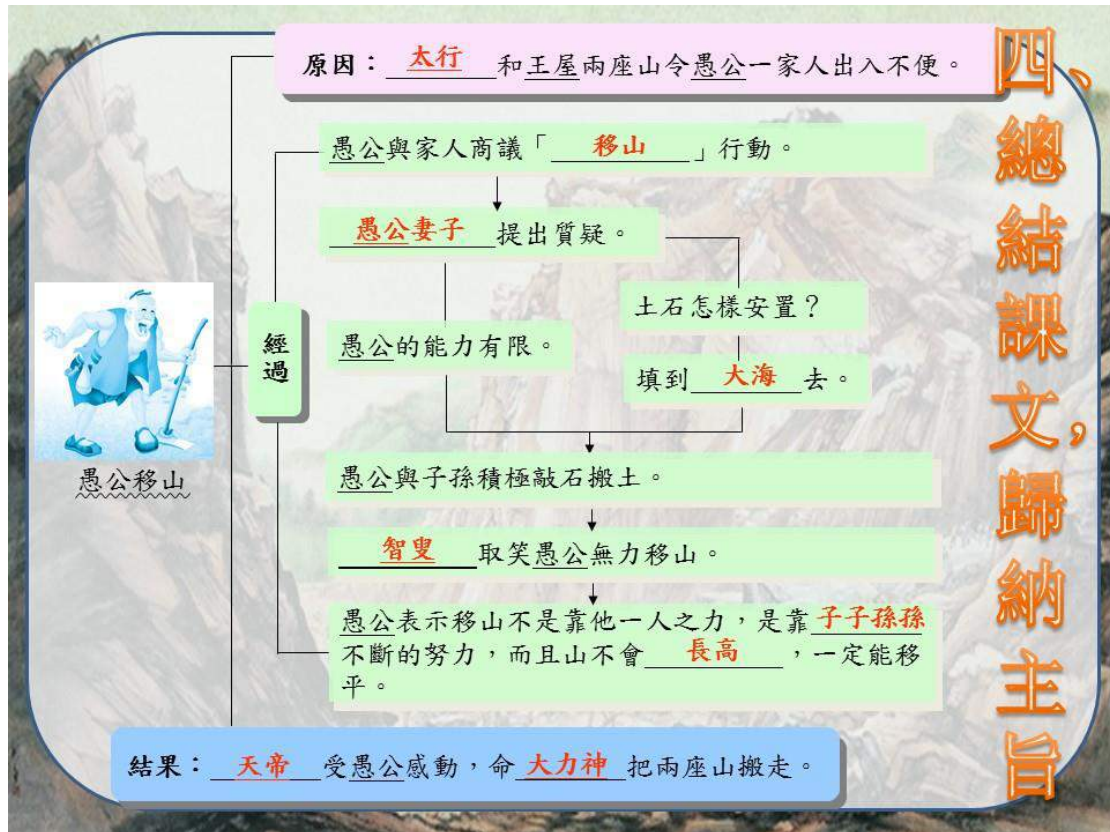 四、總結課文，歸納主旨
原因：太行和王屋兩座山令愚公一家人出入不便。
愚公移山
經過
愚公與家人商議「移山」行動。
愚公妻子提出質疑。
愚公的能力有限。
土石怎樣安置？
填到大海去。
愚公與子孫積極敲石搬土。
智叟取笑愚公無力移山。
愚公表示移山不是靠他一人之力，是靠子子孫孫
不斷的努力，而且山不會長高，一定能移
平。
結果：天帝受愚公感動，命大力神把兩座山搬走。